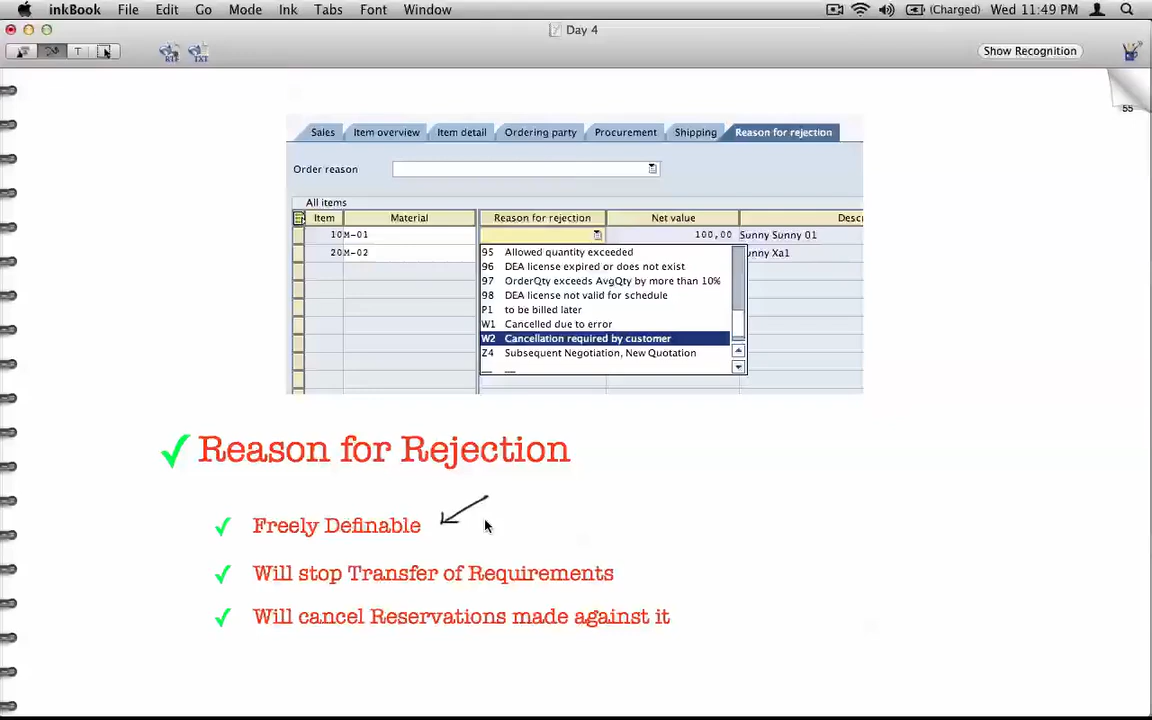 inkBook File Edit Go Mode Ink Tabs Font Window (Charged) Wed 11:49 PM
Day 4
T RTF TXT Show Recognition
55
Sales Item overview Item detail Ordering party Procurement Shipping Reason for rejection
Order reason
All items
Item Material Reason for rejection Net value Descr
10 M-01 100,00 Sunny Sunny 01
20 M-02 unny Xa1
95 Allowed quantity exceeded
96 DEA license expired or does not exist
97 OrderQty exceeds AvgQty by more than 10%
98 DEA license not valid for schedule
P1 to be billed later
W1 Cancelled due to error
W2 Cancellation required by customer
Z4 Subsequent Negotiation, New Quotation
__ __
✓ Reason for Rejection
✓ Freely Definable
✓ Will stop Transfer of Requirements
✓ Will cancel Reservations made against it